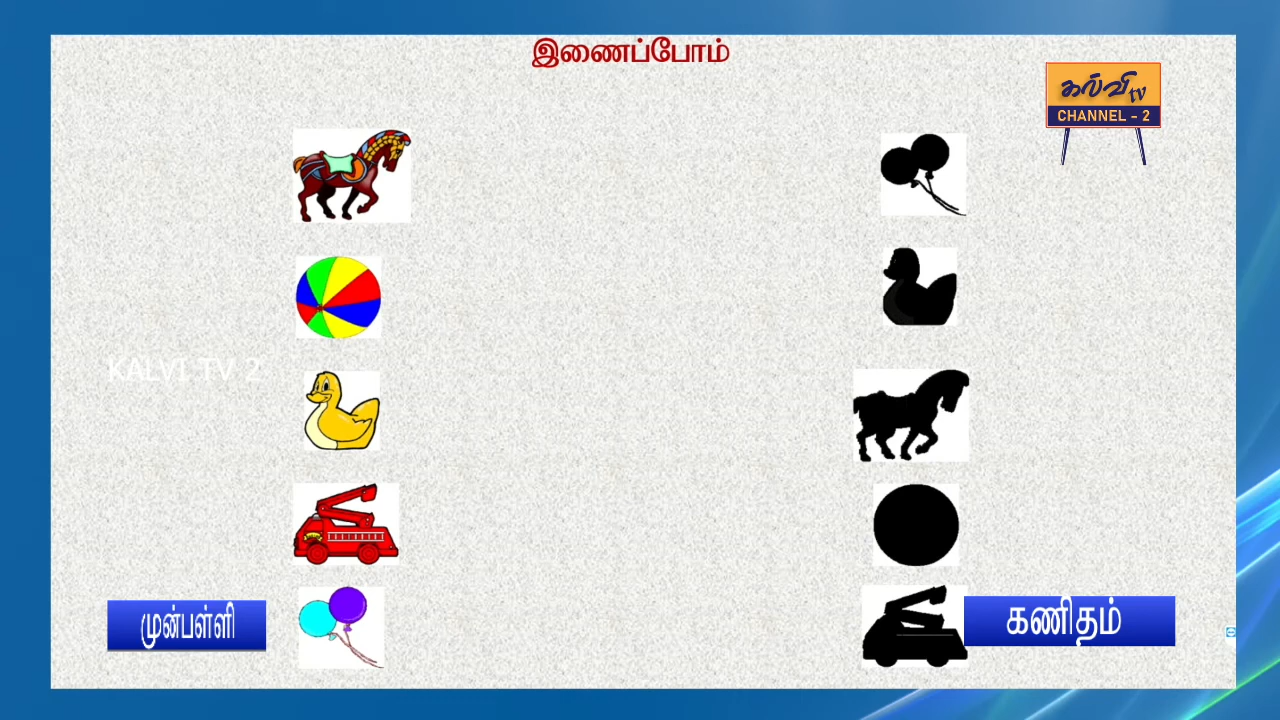 இணைப்போம்
கல்வி tv
CHANNEL - 2
KALVI TV 2
முன்பள்ளி
கணிதம்